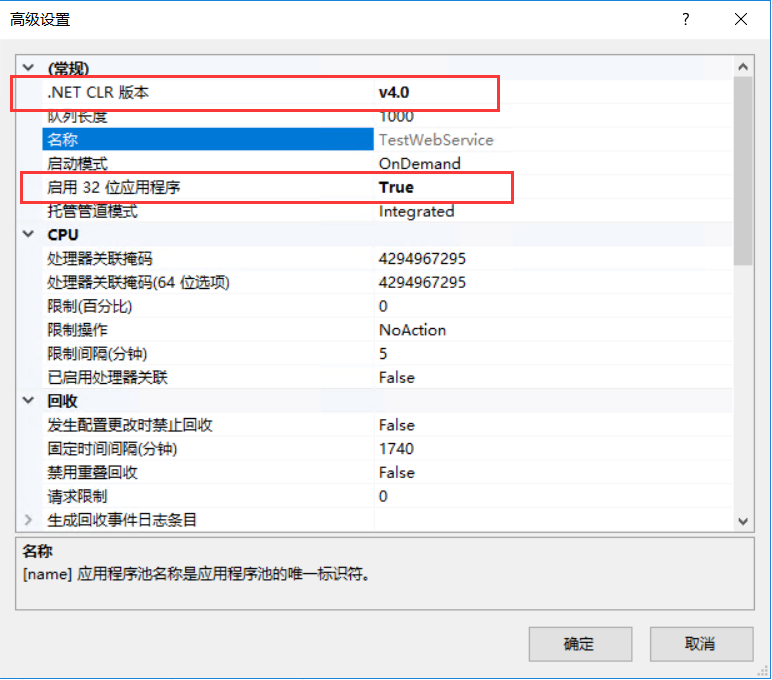 高级设置
(常规)
.NET CLR 版本 v4.0
队列长度 1000
名称 TestWebService
启动模式 OnDemand
启用 32 位应用程序 True
托管管道模式 Integrated
CPU
处理器关联掩码 4294967295
处理器关联掩码(64 位选项) 4294967295
限制(百分比) 0
限制操作 NoAction
限制间隔(分钟) 5
已启用处理器关联 False
回收
发生配置更改时禁止回收 False
固定时间间隔(分钟) 1740
禁用重叠回收 False
请求限制 0
生成回收事件日志条目
名称
[name] 应用程序池名称是应用程序池的唯一标识符。
确定 取消